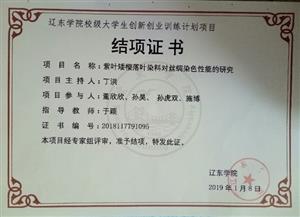 辽东学院校级大学生创新创业训练计划项目
结项证书
项目名称：紫叶矮樱落叶染料对丝绸染色性能的研究
项目主持人：丁洪
项目参与人：董欣欣、孙昊、孙虎双、施博
指导教师：于颖
证书编号：2018117791095
本项目经专家组评审，准予结项，特发此证。
辽东学院
2019年1月8日